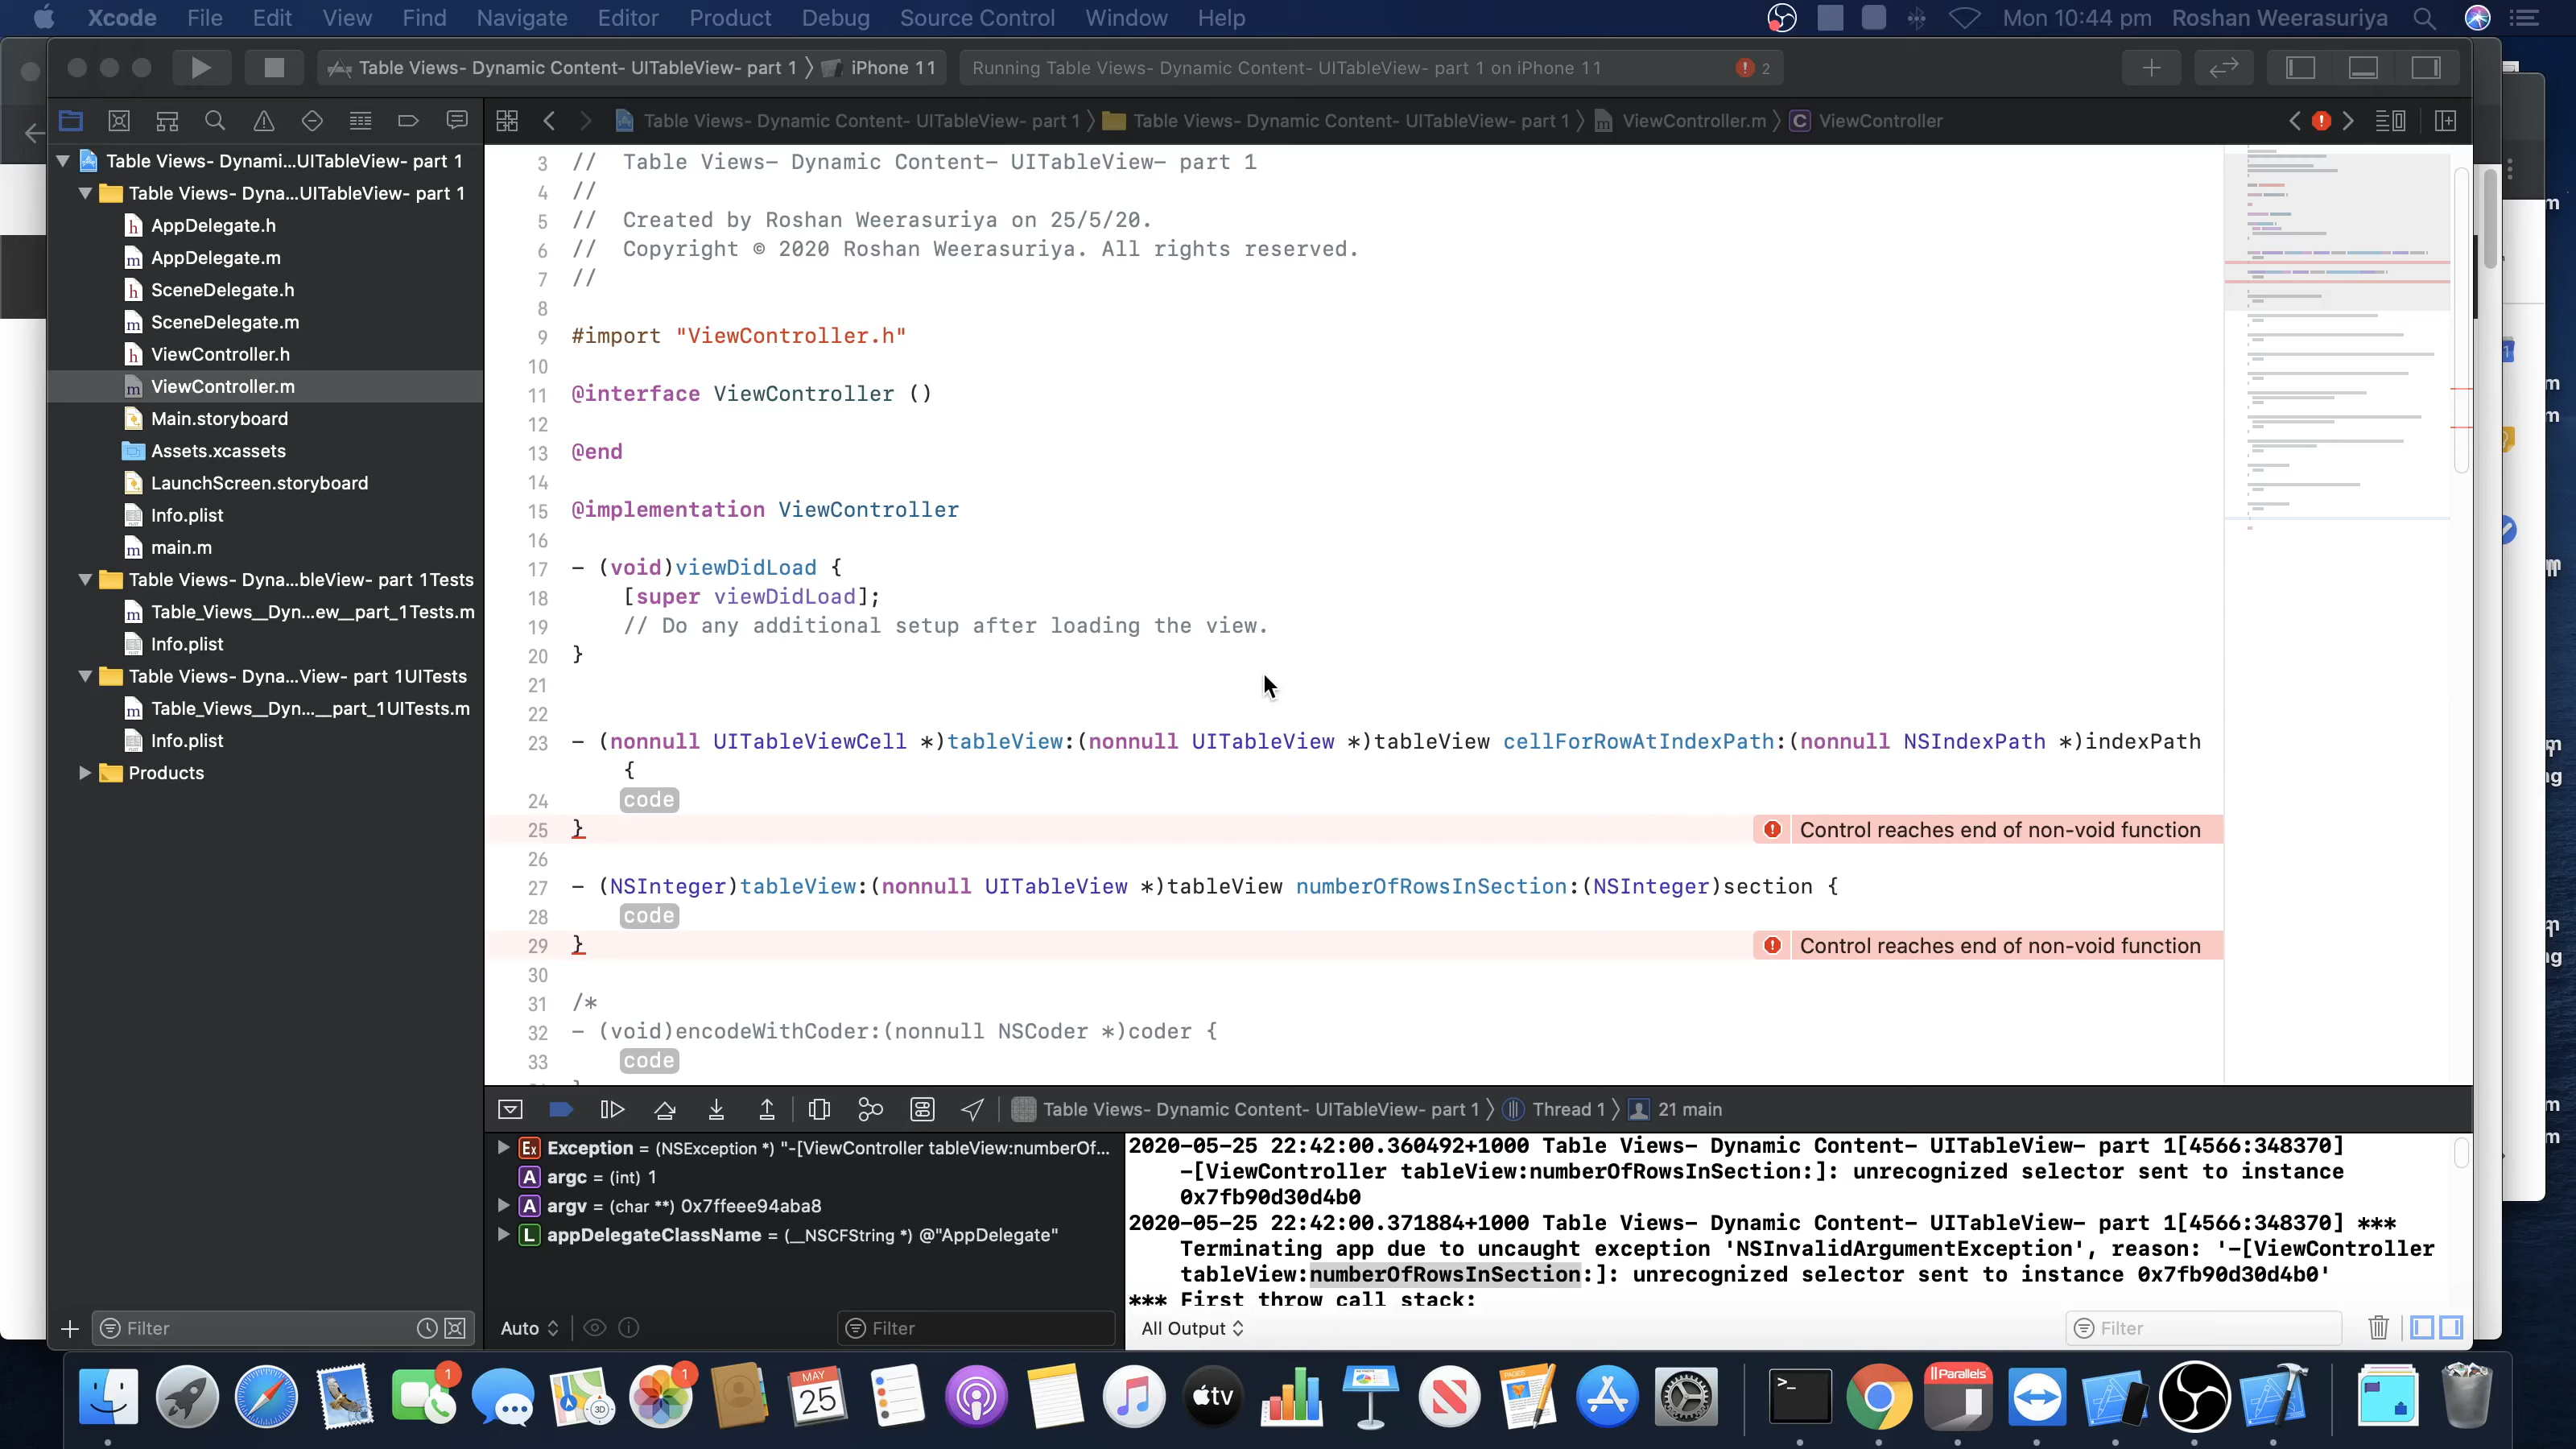 Xcode File Edit View Find Navigate Editor Product Debug Source Control Window Help Mon 10:44 pm Roshan Weerasuriya
Table Views- Dynamic Content- UITableView- part 1 iPhone 11 Running Table Views- Dynamic Content- UITableView- part 1 on iPhone 11 2
Table Views- Dynamic Content- UITableView- part 1 Table Views- Dynamic Content- UITableView- part 1 ViewController.m C ViewController
Table Views- Dynami...UITableView- part 1
Table Views- Dyna...UITableView- part 1
h AppDelegate.h
m AppDelegate.m
h SceneDelegate.h
m SceneDelegate.m
h ViewController.h
m ViewController.m
Main.storyboard
Assets.xcassets
LaunchScreen.storyboard
Info.plist
m main.m
Table Views- Dyna...bleView- part 1Tests
m Table_Views__Dyn...ew__part_1Tests.m
Info.plist
Table Views- Dyna...View- part 1UITests
m Table_Views__Dyn...__part_1UITests.m
Info.plist
Products
Filter
3 // Table Views- Dynamic Content- UITableView- part 1
4 //
5 // Created by Roshan Weerasuriya on 25/5/20.
6 // Copyright © 2020 Roshan Weerasuriya. All rights reserved.
7 //
8
9 #import "ViewController.h"
10
11 @interface ViewController ()
12
13 @end
14
15 @implementation ViewController
16
17 - (void)viewDidLoad {
18 [super viewDidLoad];
19 // Do any additional setup after loading the view.
20 }
21
22
23 - (nonnull UITableViewCell *)tableView:(nonnull UITableView *)tableView cellForRowAtIndexPath:(nonnull NSIndexPath *)indexPath
{
24 code
25 } Control reaches end of non-void function
26
27 - (NSInteger)tableView:(nonnull UITableView *)tableView numberOfRowsInSection:(NSInteger)section {
28 code
29 } Control reaches end of non-void function
30
31 /*
32 - (void)encodeWithCoder:(nonnull NSCoder *)coder {
33 code
Table Views- Dynamic Content- UITableView- part 1 Thread 1 21 main
Ex Exception = (NSException *) "-[ViewController tableView:numberOf...
A argc = (int) 1
A argv = (char **) 0x7ffeee94aba8
L appDelegateClassName = (__NSCFString *) @"AppDelegate"
Auto Filter
2020-05-25 22:42:00.360492+1000 Table Views- Dynamic Content- UITableView- part 1[4566:348370]
-[ViewController tableView:numberOfRowsInSection:]: unrecognized selector sent to instance
0x7fb90d30d4b0
2020-05-25 22:42:00.371884+1000 Table Views- Dynamic Content- UITableView- part 1[4566:348370] ***
Terminating app due to uncaught exception 'NSInvalidArgumentException', reason: '-[ViewController
tableView:numberOfRowsInSection:]: unrecognized selector sent to instance 0x7fb90d30d4b0'
*** First throw call stack:
All Output Filter
1
3D
1
MAY
25
tv
PAGES
>_
Parallels